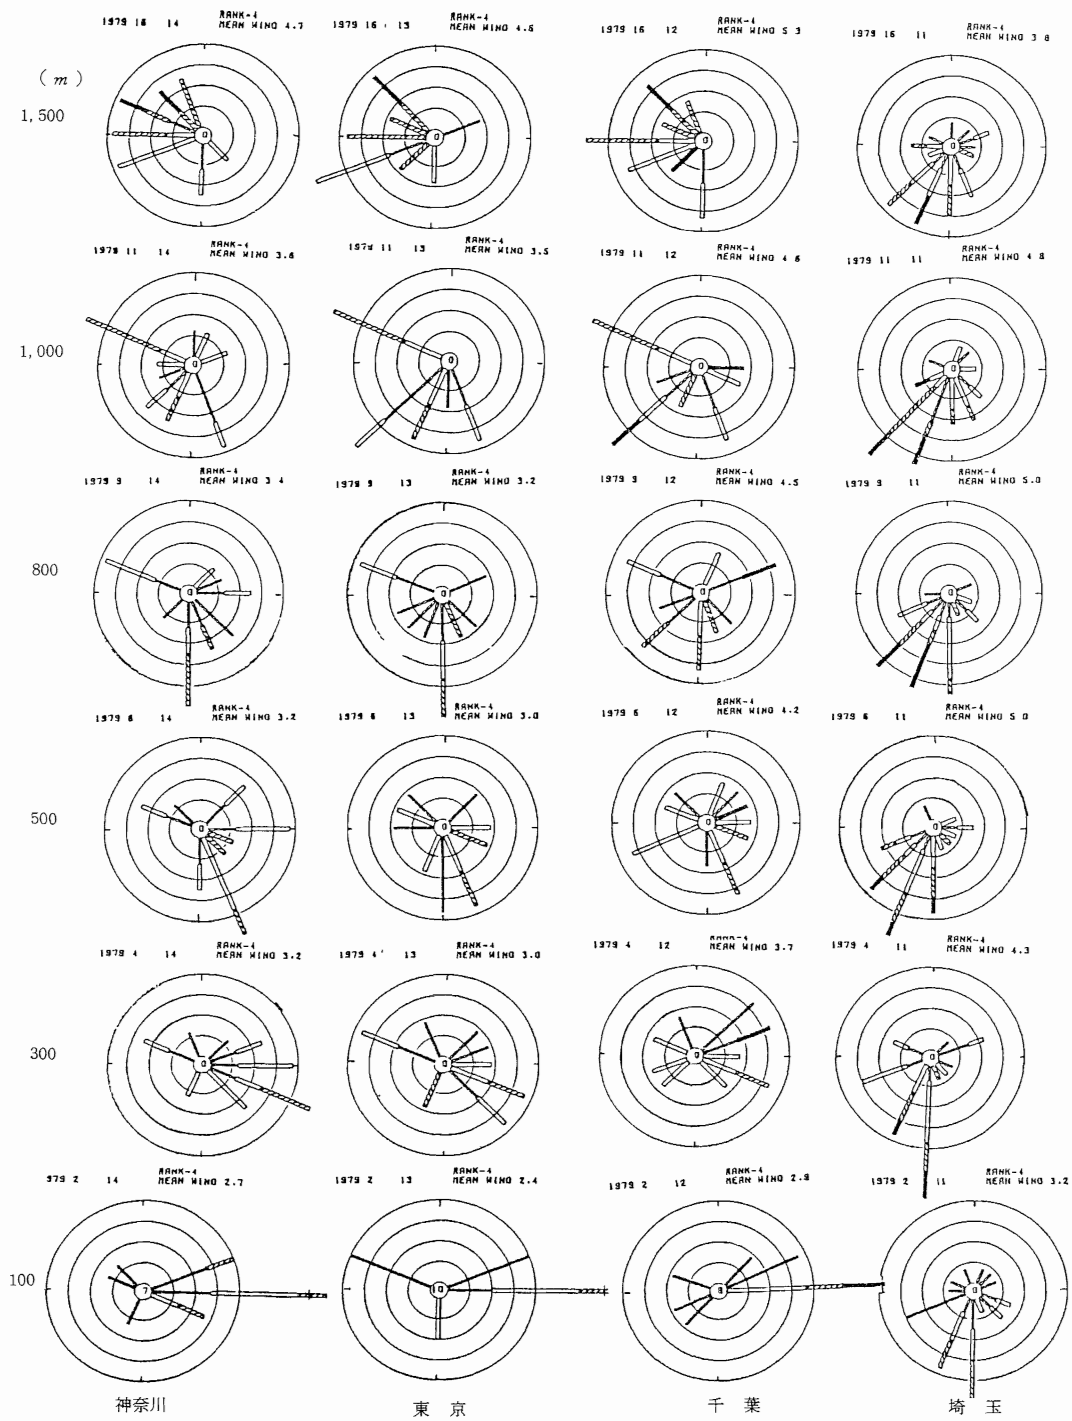 1979 16 14 RANK-4 MEAN WIND 4.7
1979 16 13 RANK-4 MEAN WIND 4.6
1979 16 12 RANK-4 MEAN WIND 5 3
1979 16 11 RANK-4 MEAN WIND 3 8
(m)
1,500
1979 11 14 RANK-4 MEAN WIND 3.6
1979 11 13 RANK-4 MEAN WIND 3.5
1979 11 12 RANK-4 MEAN WIND 4 6
1979 11 11 RANK-4 MEAN WIND 4 8
1,000
1979 9 14 RANK-4 MEAN WIND 3 4
1979 9 13 RANK-4 MEAN WIND 3.2
1979 9 12 RANK-4 MEAN WIND 4.5
1979 9 11 RANK-4 MEAN WIND 5.0
800
1979 6 14 RANK-4 MEAN WIND 3.2
1979 6 13 RANK-4 MEAN WIND 3.0
1979 6 12 RANK-4 MEAN WIND 4.2
1979 6 11 RANK-4 MEAN WIND 5 0
500
1979 4 14 RANK-4 MEAN WIND 3.2
1979 4 13 RANK-4 MEAN WIND 3.0
1979 4 12 RANK-4 MEAN WIND 3.7
1979 4 11 RANK-4 MEAN WIND 4.3
300
979 2 14 RANK-4 MEAN WIND 2.7
1979 2 13 RANK-4 MEAN WIND 2.4
1979 2 12 RANK-4 MEAN WIND 2.9
1979 2 11 RANK-4 MEAN WIND 3.2
100
神奈川
東 京
千 葉
埼 玉